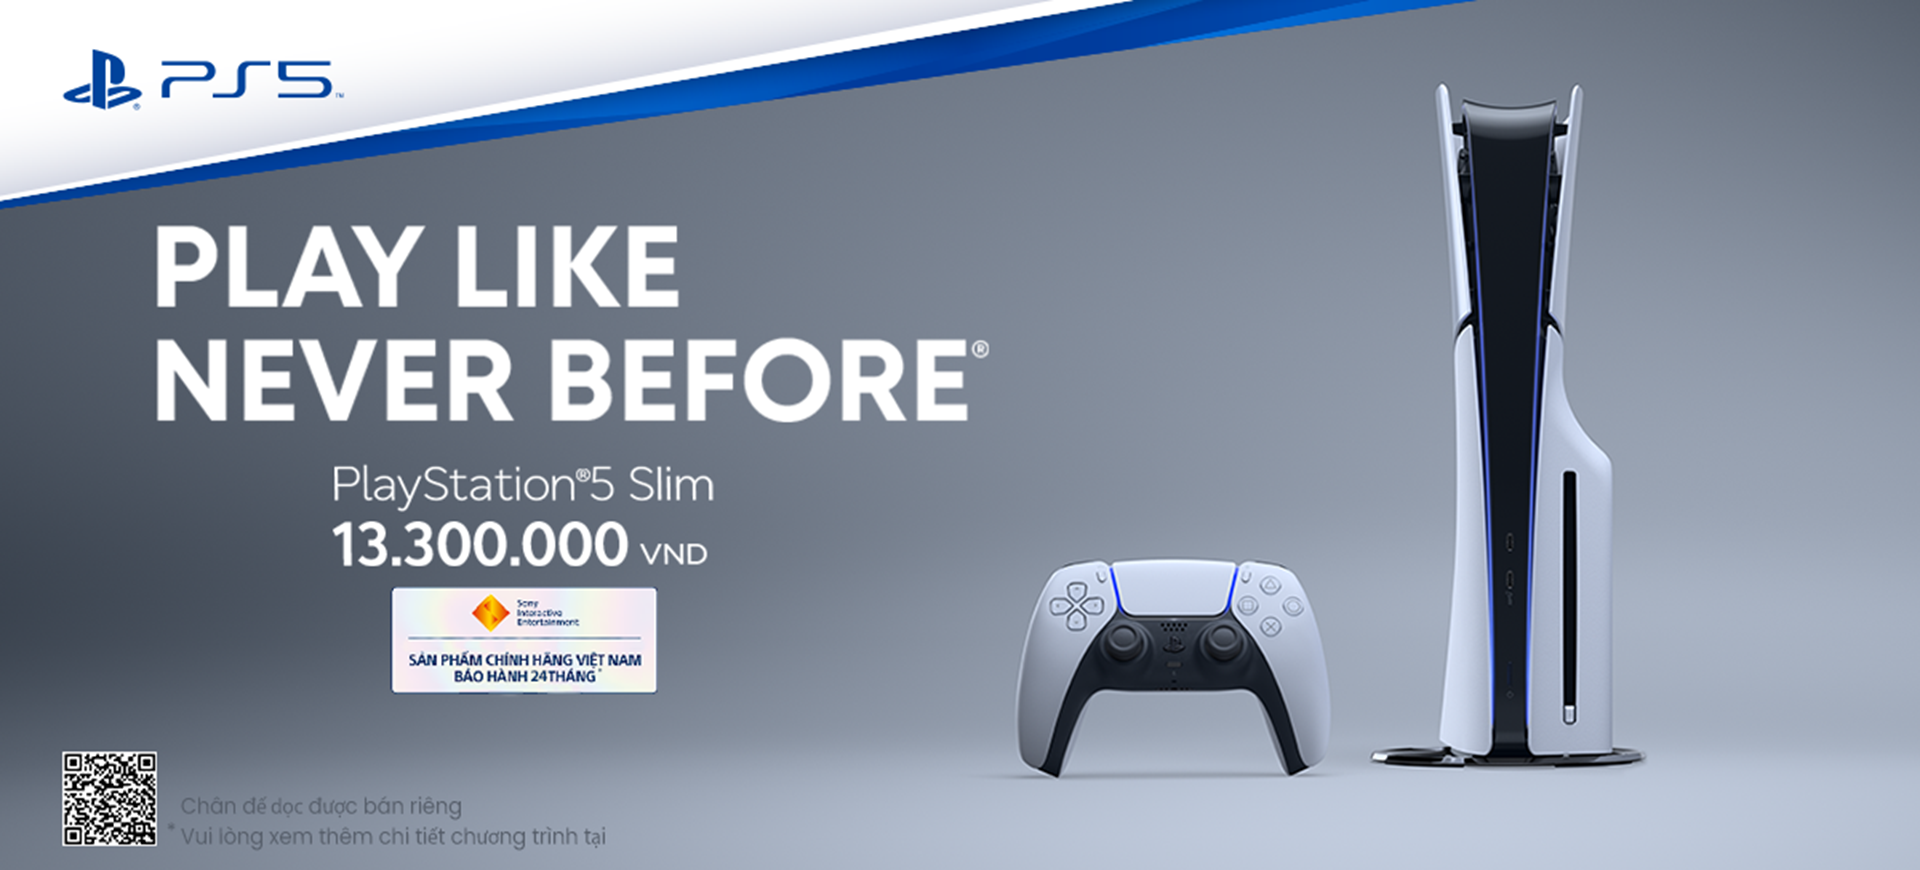 PS5™
PLAY LIKE
NEVER BEFORE®
PlayStation®5 Slim
13.300.000 VND
Sony
Interactive
Entertainment
SẢN PHẨM CHÍNH HÃNG VIỆT NAM
BẢO HÀNH 24THÁNG*
Chân đế dọc được bán riêng
* Vui lòng xem thêm chi tiết chương trình tại